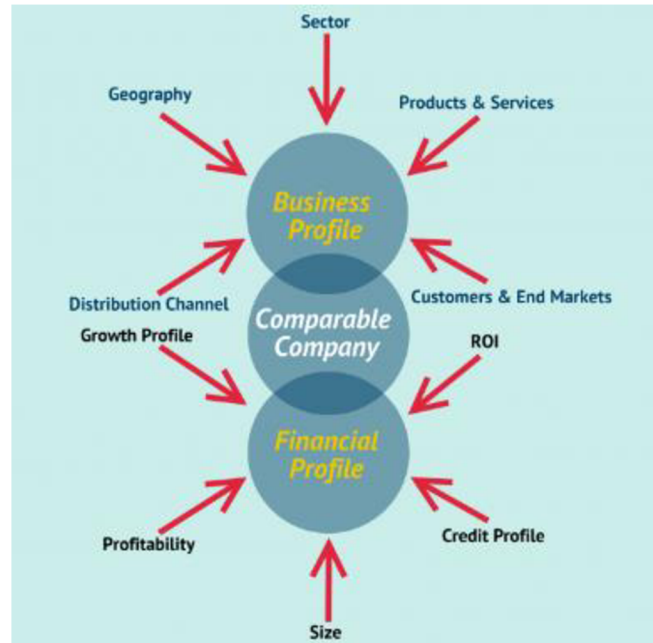 Sector
Geography
Products & Services
Business
Profile
Distribution Channel
Customers & End Markets
Comparable
Company
Growth Profile
ROI
Financial
Profile
Profitability
Credit Profile
Size